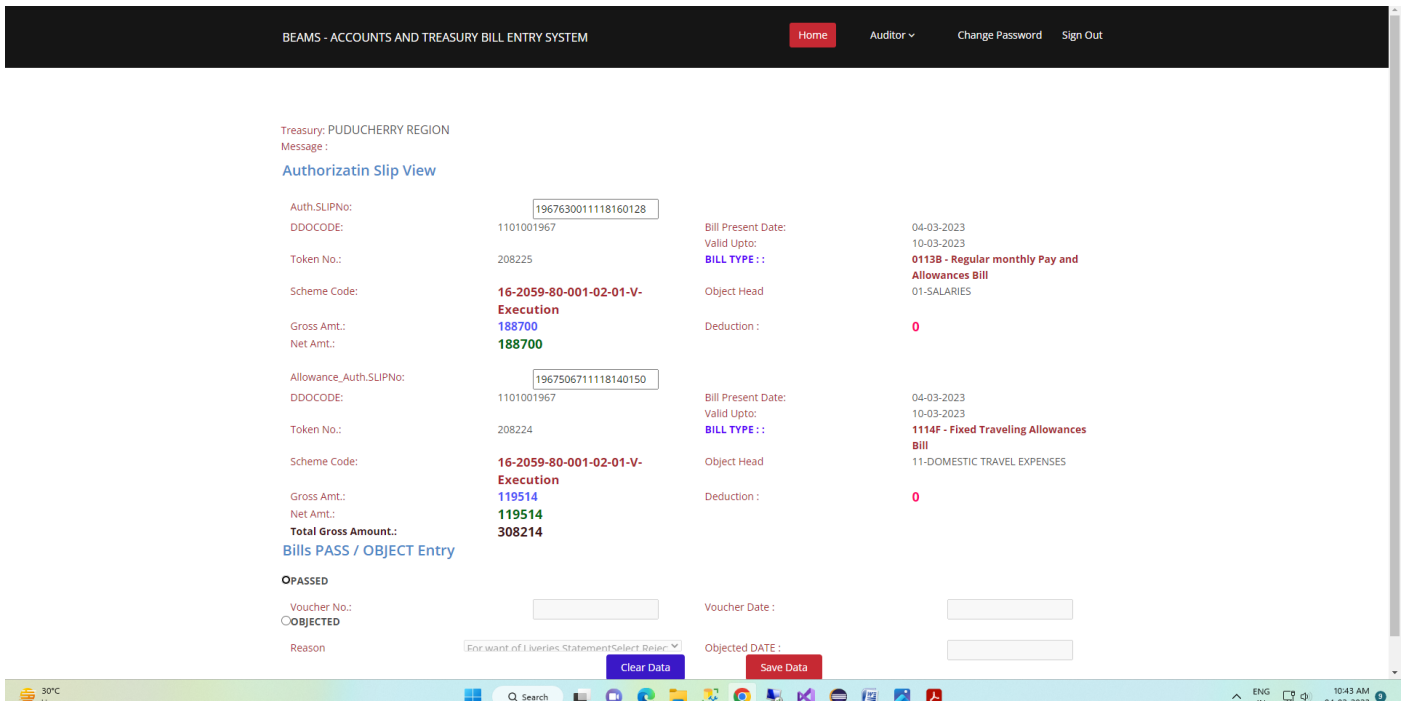 BEAMS - ACCOUNTS AND TREASURY BILL ENTRY SYSTEM Home Auditor Change Password Sign Out
Treasury: PUDUCHERRY REGION
Message :
Authorizatin Slip View
Auth.SLIPNo: 1967630011118160128
DDOCODE: 1101001967 Bill Present Date: 04-03-2023
Valid Upto: 10-03-2023
Token No.: 208225 BILL TYPE : : 0113B - Regular monthly Pay and
Allowances Bill
Scheme Code: 16-2059-80-001-02-01-V- Object Head 01-SALARIES
Execution
Gross Amt.: 188700 Deduction : 0
Net Amt.: 188700
Allowance_Auth.SLIPNo: 1967506711118140150
DDOCODE: 1101001967 Bill Present Date: 04-03-2023
Valid Upto: 10-03-2023
Token No.: 208224 BILL TYPE : : 1114F - Fixed Traveling Allowances
Bill
Scheme Code: 16-2059-80-001-02-01-V- Object Head 11-DOMESTIC TRAVEL EXPENSES
Execution
Gross Amt.: 119514 Deduction : 0
Net Amt.: 119514
Total Gross Amount.: 308214
Bills PASS / OBJECT Entry
PASSED
Voucher No.: Voucher Date :
OBJECTED
Reason For want of Liveries StatementSelect Rejec Objected DATE :
Clear Data Save Data
30°C Search ENG 10:43 AM 9